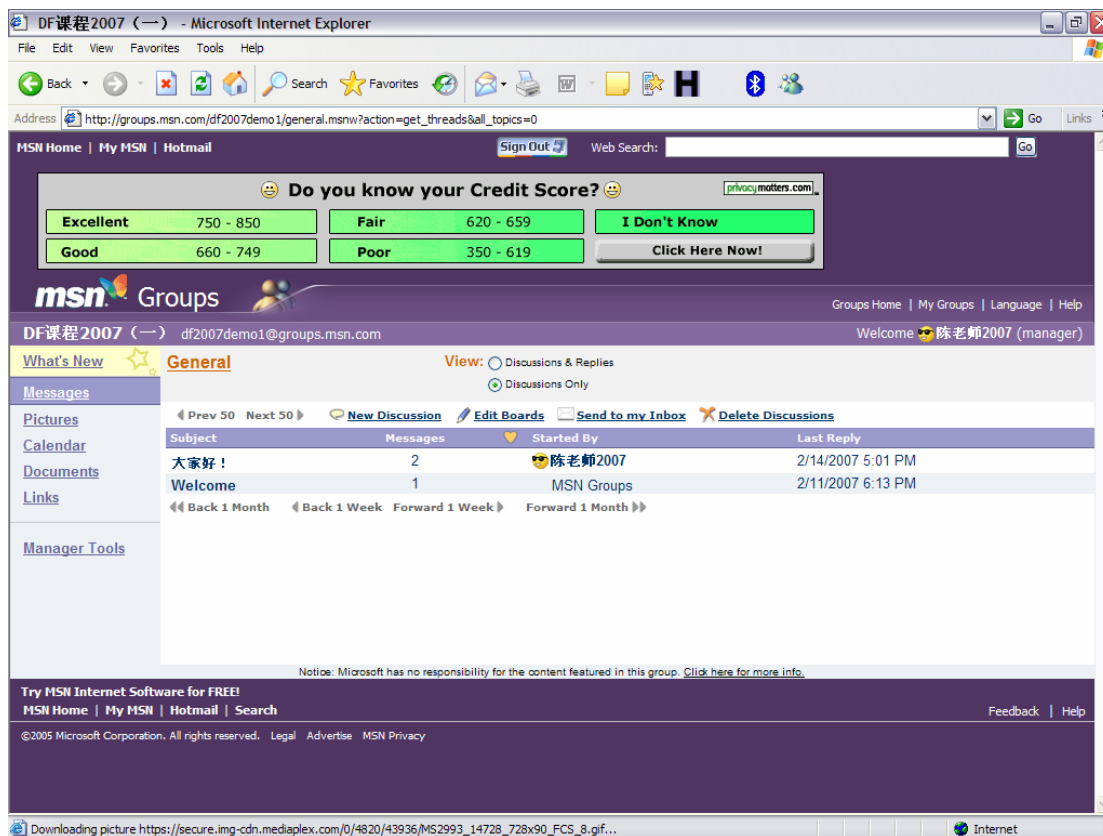 DF课程2007（一） - Microsoft Internet Explorer
File Edit View Favorites Tools Help
Back Search Favorites
Address http://groups.msn.com/df2007demo1/general.msnw?action=get_threads&all_topics=0 Go Links
MSN Home | My MSN | Hotmail Sign Out Web Search: Go
Do you know your Credit Score? privacymatters.com
Excellent 750 - 850 Fair 620 - 659 I Don't Know
Good 660 - 749 Poor 350 - 619 Click Here Now!
msn Groups
Groups Home | My Groups | Language | Help
DF课程2007（一） df2007demo1@groups.msn.com Welcome 陈老师2007 (manager)
What's New General View: Discussions & Replies
Discussions Only
Messages
Pictures
Calendar
Documents
Links
Manager Tools
Prev 50 Next 50 New Discussion Edit Boards Send to my Inbox Delete Discussions
Subject Messages Started By Last Reply
大家好！ 2 陈老师2007 2/14/2007 5:01 PM
Welcome 1 MSN Groups 2/11/2007 6:13 PM
Back 1 Month Back 1 Week Forward 1 Week Forward 1 Month
Notice: Microsoft has no responsibility for the content featured in this group. Click here for more info.
Try MSN Internet Software for FREE!
MSN Home | My MSN | Hotmail | Search Feedback | Help
©2005 Microsoft Corporation. All rights reserved. Legal Advertise MSN Privacy
Downloading picture https://secure.img-cdn.mediaplex.com/0/4820/43936/MS2993_14728_728x90_FCS_8.gif... Internet